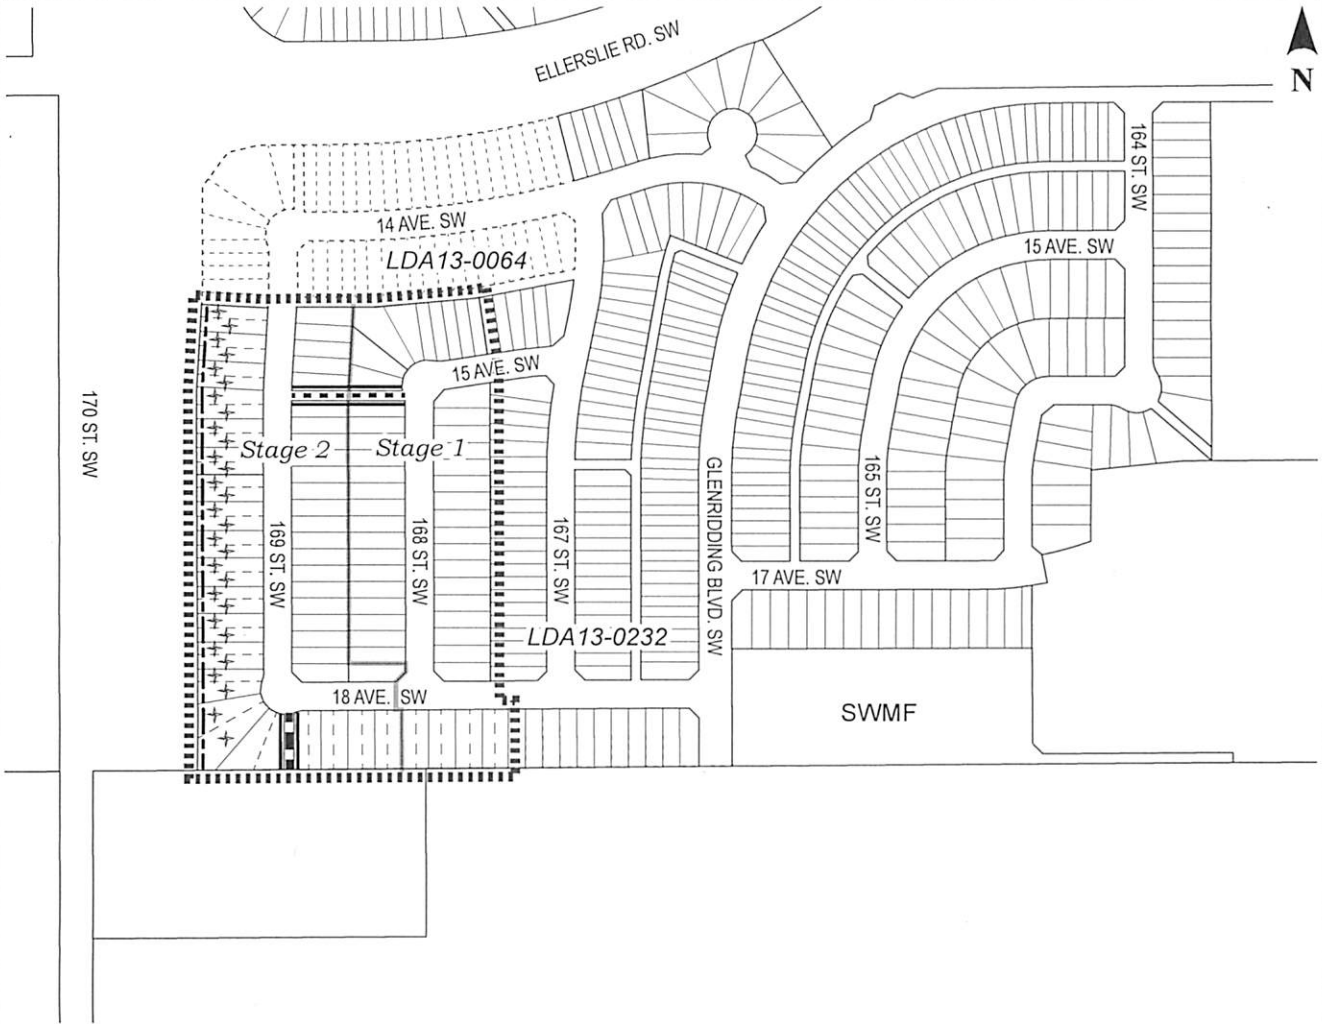 ELLERSLIE RD. SW
N
164 ST. SW
14 AVE. SW
15 AVE. SW
LDA13-0064
15 AVE. SW
170 ST. SW
Stage 2
Stage 1
169 ST. SW
168 ST. SW
167 ST. SW
GLENRIDDING BLVD. SW
165 ST. SW
17 AVE. SW
LDA13-0232
18 AVE. SW
SWMF